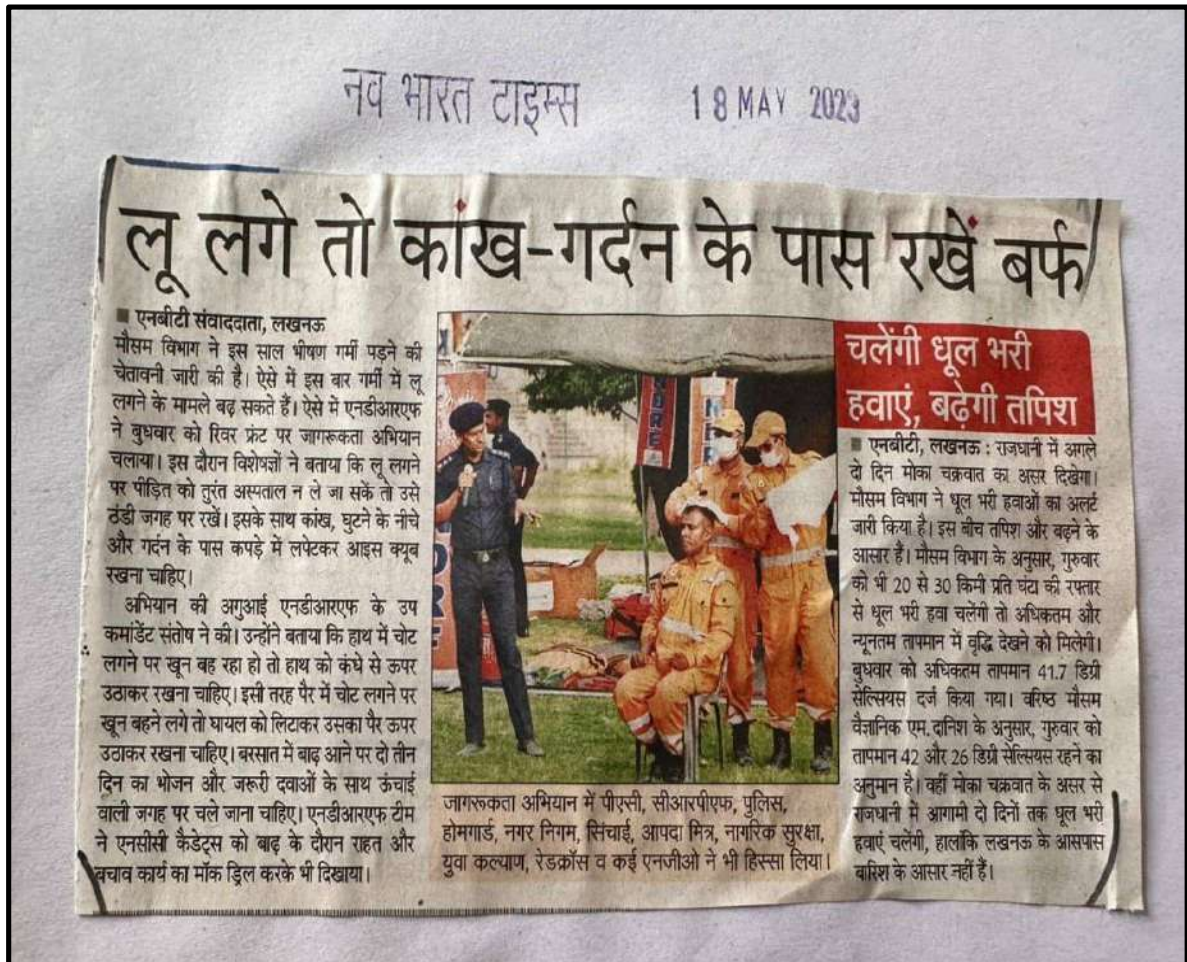 नव भारत टाइम्स
18 MAY 2023
लू लगे तो कांख-गर्दन के पास रखें बर्फ
■ एनबीटी संवाददाता, लखनऊ
मौसम विभाग ने इस साल भीषण गर्मी पड़ने की
चेतावनी जारी की है। ऐसे में इस बार गर्मी में लू
लगने के मामले बढ़ सकते हैं। ऐसे में एनडीआरएफ
ने बुधवार को रिवर फ्रंट पर जागरूकता अभियान
चलाया। इस दौरान विशेषज्ञों ने बताया कि लू लगने
पर पीड़ित को तुरंत अस्पताल न ले जा सकें तो उसे
ठंडी जगह पर रखें। इसके साथ कांख, घुटने के नीचे
और गर्दन के पास कपड़े में लपेटकर आइस क्यूब
रखना चाहिए।
अभियान की अगुआई एनडीआरएफ के उप
कमांडेंट संतोष ने की। उन्होंने बताया कि हाथ में चोट
लगने पर खून बह रहा हो तो हाथ को कंधे से ऊपर
उठाकर रखना चाहिए। इसी तरह पैर में चोट लगने पर
खून बहने लगे तो घायल को लिटाकर उसका पैर ऊपर
उठाकर रखना चाहिए। बरसात में बाढ़ आने पर दो तीन
दिन का भोजन और जरूरी दवाओं के साथ ऊंचाई
वाली जगह पर चले जाना चाहिए। एनडीआरएफ टीम
ने एनसीसी कैडेट्स को बाढ़ के दौरान राहत और
बचाव कार्य का मॉक ड्रिल करके भी दिखाया।
जागरूकता अभियान में पीएसी, सीआरपीएफ, पुलिस,
होमगार्ड, नगर निगम, सिंचाई, आपदा मित्र, नागरिक सुरक्षा,
युवा कल्याण, रेडक्रॉस व कई एनजीओ ने भी हिस्सा लिया।
चलेंगी धूल भरी
हवाएं, बढ़ेगी तपिश
■ एनबीटी, लखनऊ : राजधानी में अगले
दो दिन मोका चक्रवात का असर दिखेगा।
मौसम विभाग ने धूल भरी हवाओं का अलर्ट
जारी किया है। इस बीच तपिश और बढ़ने के
आसार हैं। मौसम विभाग के अनुसार, गुरुवार
को भी 20 से 30 किमी प्रति घंटा की रफ्तार
से धूल भरी हवा चलेंगी तो अधिकतम और
न्यूनतम तापमान में वृद्धि देखने को मिलेगी।
बुधवार को अधिकतम तापमान 41.7 डिग्री
सेल्सियस दर्ज किया गया। वरिष्ठ मौसम
वैज्ञानिक एम. दानिश के अनुसार, गुरुवार को
तापमान 42 और 26 डिग्री सेल्सियस रहने का
अनुमान है। वहीं मोका चक्रवात के असर से
राजधानी में आगामी दो दिनों तक धूल भरी
हवाएं चलेंगी, हालांकि लखनऊ के आसपास
बारिश के आसार नहीं हैं।